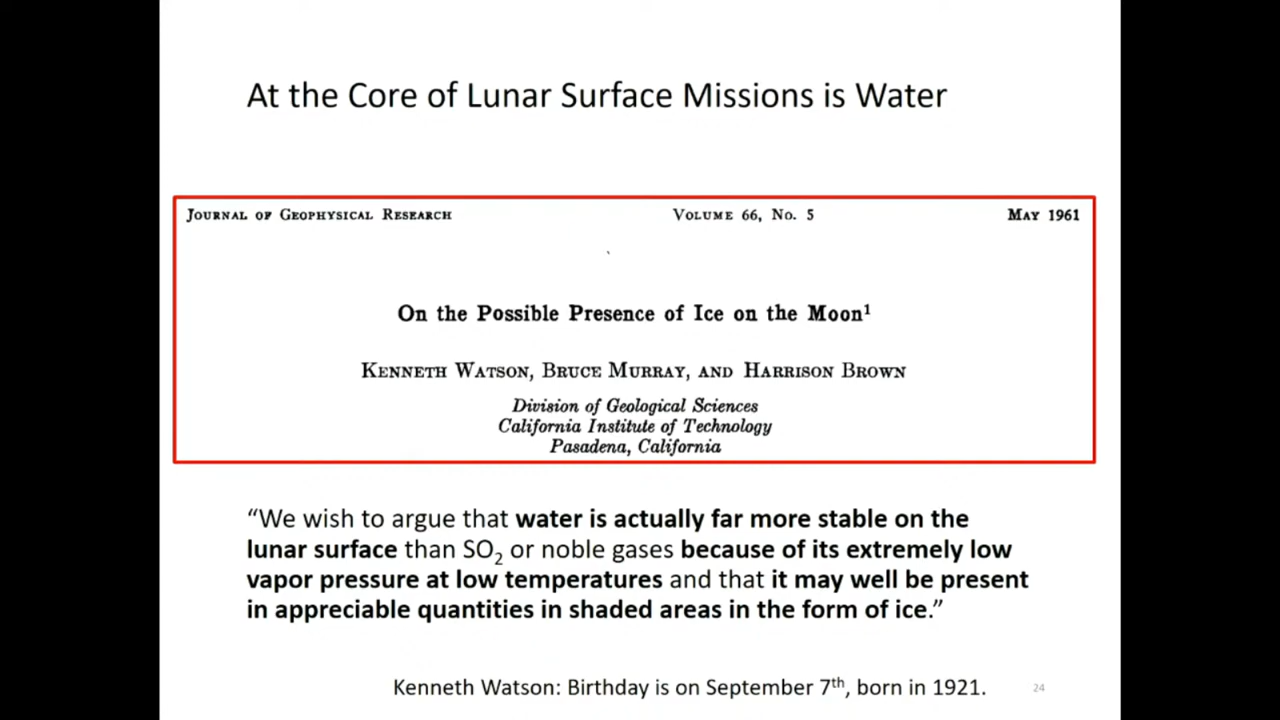 At the Core of Lunar Surface Missions is Water
Journal of Geophysical Research Volume 66, No. 5 May 1961
On the Possible Presence of Ice on the Moon¹
Kenneth Watson, Bruce Murray, and Harrison Brown
Division of Geological Sciences
California Institute of Technology
Pasadena, California
“We wish to argue that water is actually far more stable on the
lunar surface than SO₂ or noble gases because of its extremely low
vapor pressure at low temperatures and that it may well be present
in appreciable quantities in shaded areas in the form of ice.”
Kenneth Watson: Birthday is on September 7th, born in 1921.
24